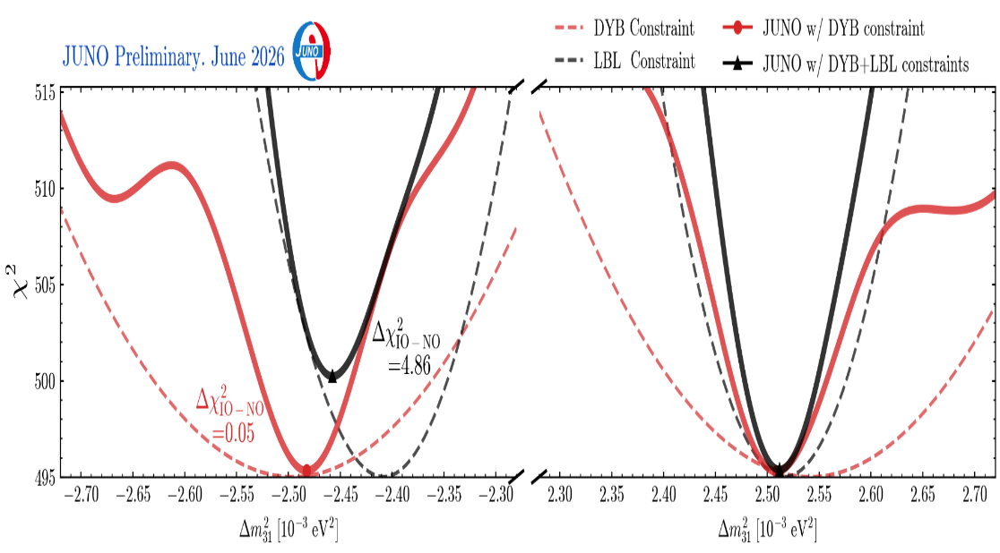 JUNO Preliminary. June 2026
JUNO
DYB Constraint
LBL Constraint
JUNO w/ DYB constraint
JUNO w/ DYB+LBL constraints
χ²
515
510
505
500
495
Δχ²IO−NO
=4.86
Δχ²IO−NO
=0.05
−2.70 −2.65 −2.60 −2.55 −2.50 −2.45 −2.40 −2.35 −2.30
2.30 2.35 2.40 2.45 2.50 2.55 2.60 2.65 2.70
Δm²31 [10⁻³ eV²]
Δm²31 [10⁻³ eV²]